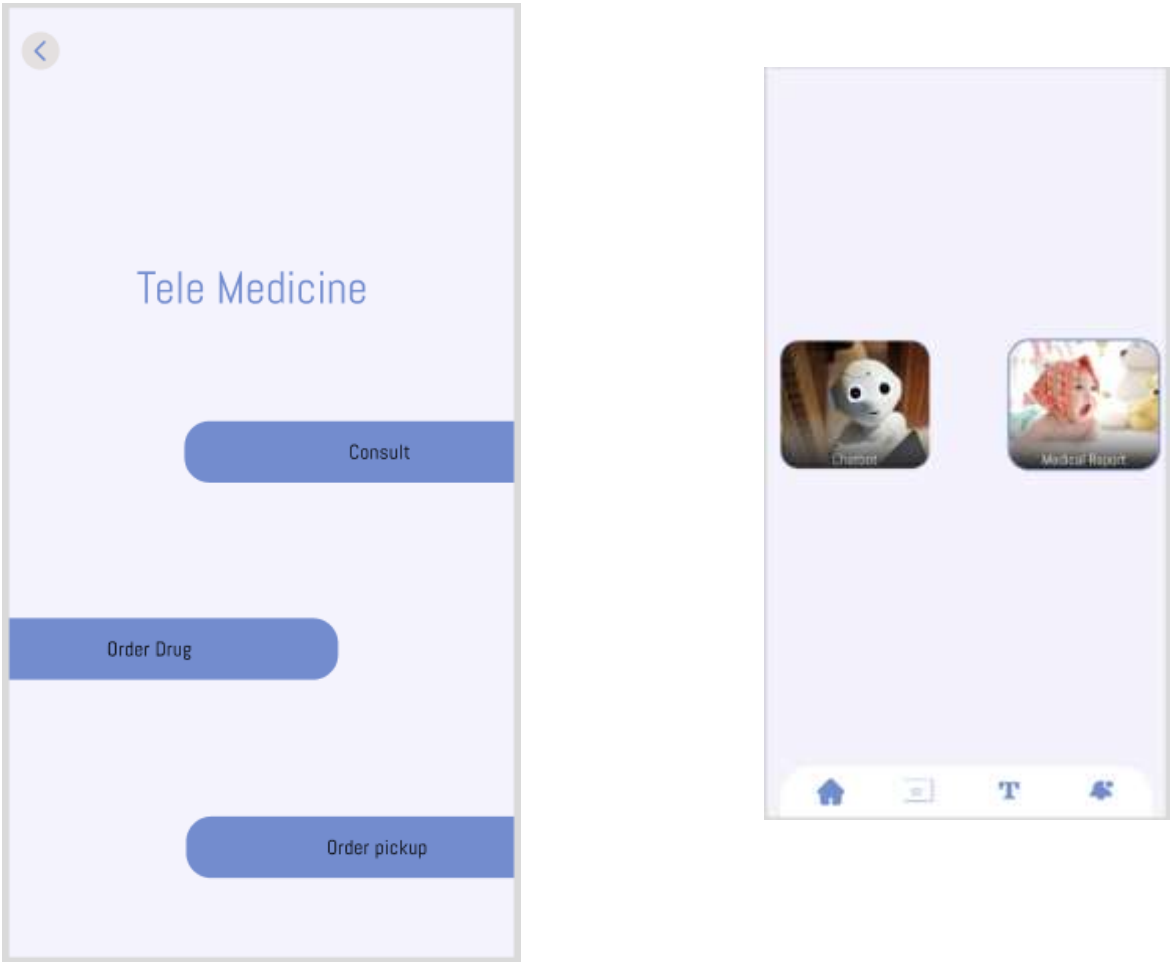 Tele Medicine
Consult
Order Drug
Order pickup
Chatbot
Medical Report
T